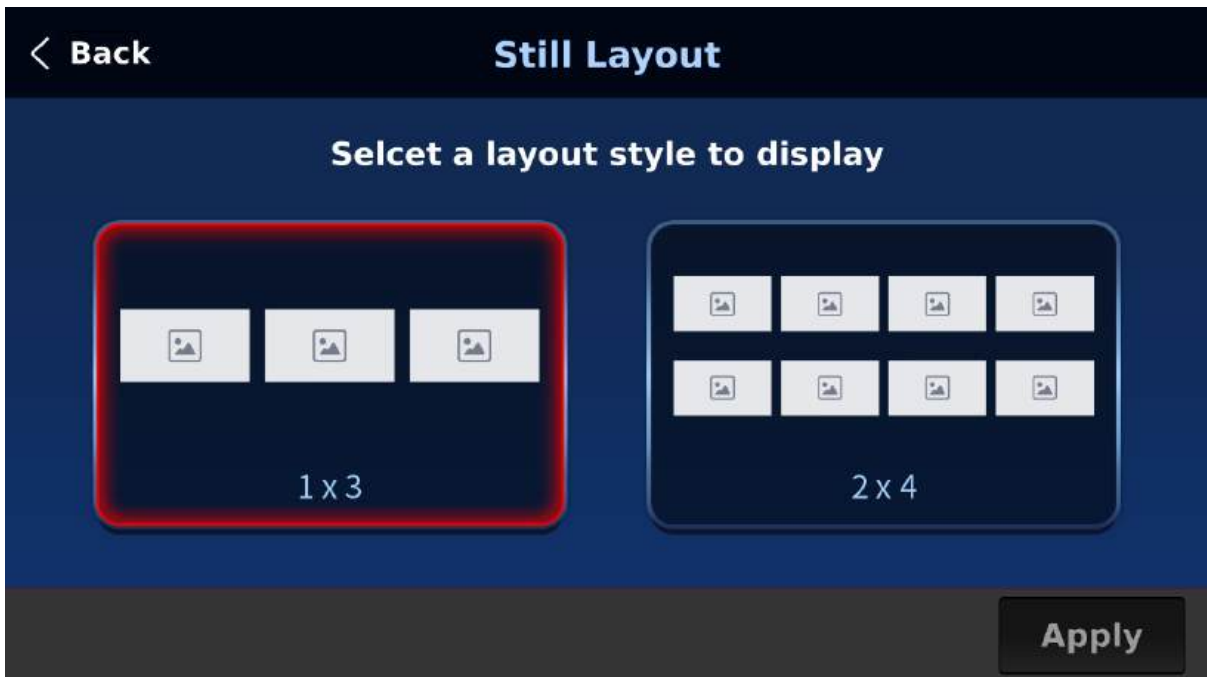 Back
Still Layout
Selcet a layout style to display
1 x 3
2 x 4
Apply